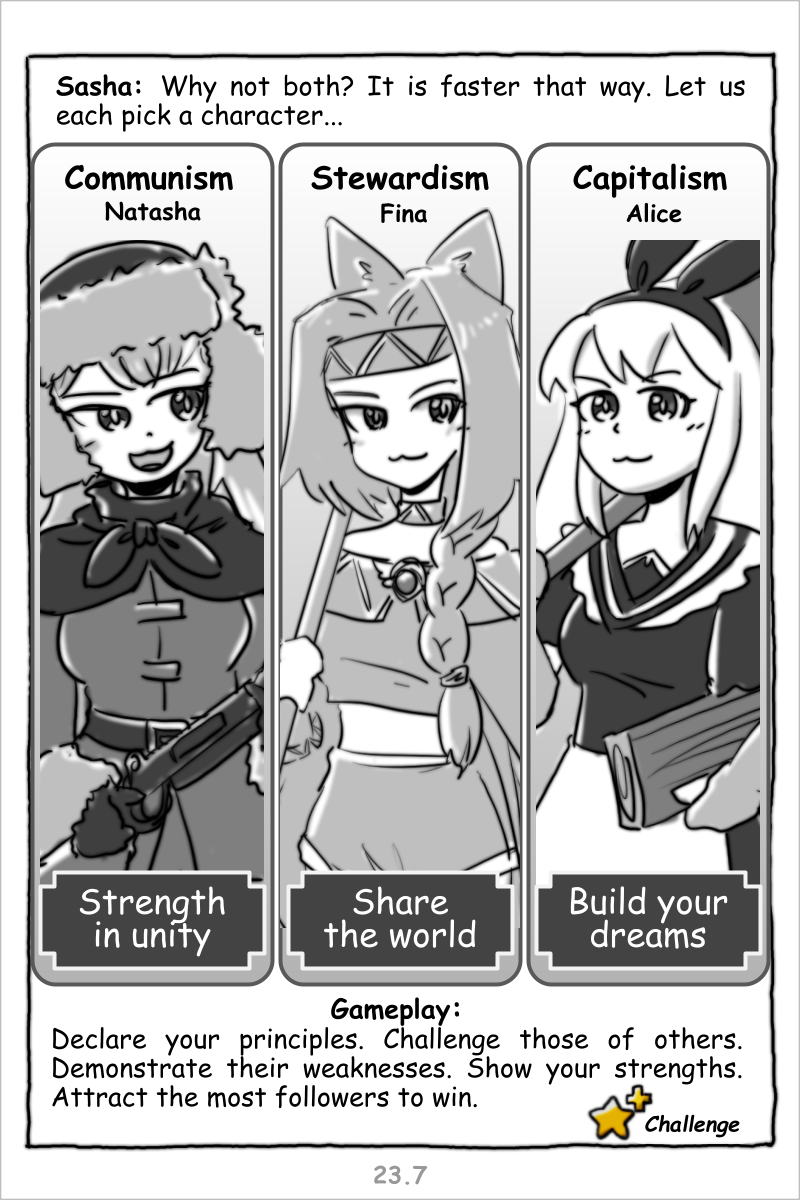 Sasha: Why not both? It is faster that way. Let us
each pick a character...
Communism
Natasha
Stewardism
Fina
Capitalism
Alice
Strength
in unity
Share
the world
Build your
dreams
Gameplay:
Declare your principles. Challenge those of others.
Demonstrate their weaknesses. Show your strengths.
Attract the most followers to win.
Challenge
23.7